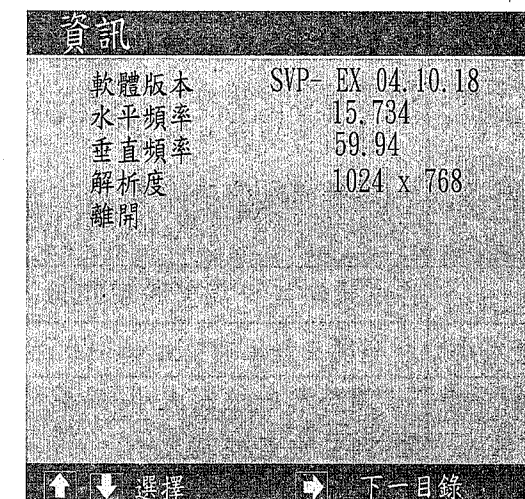 資訊
軟體版本 SVP- EX 04.10.18
水平頻率 15.734
垂直頻率 59.94
解析度 1024 x 768
離開
選擇 下一目錄